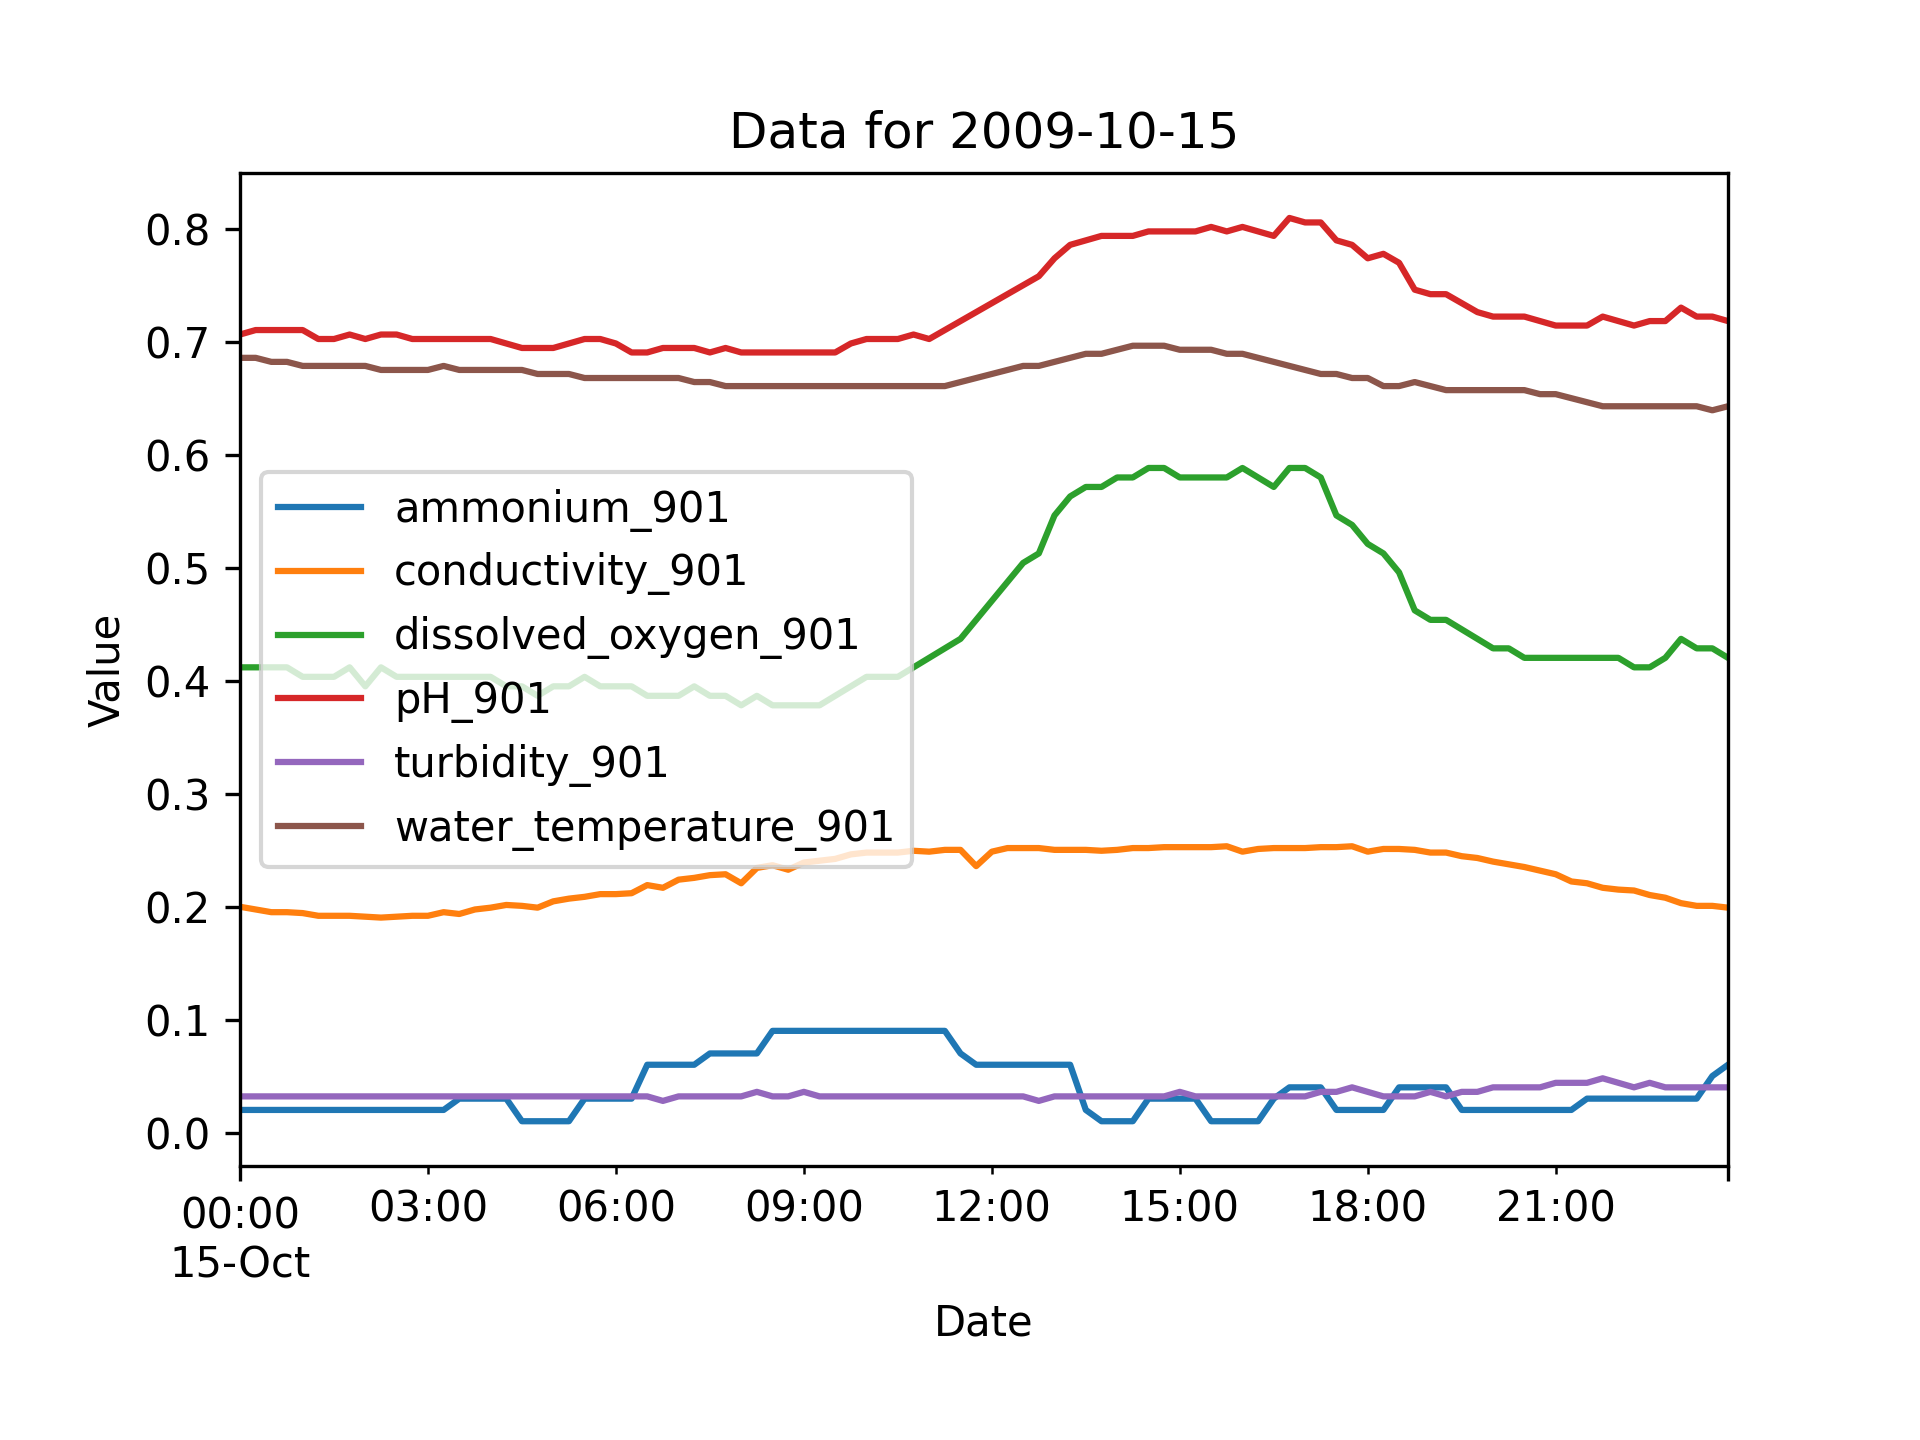 Data for 2009-10-15
0.8
0.7
0.6
0.5
0.4
0.3
0.2
0.1
0.0
Value
ammonium_901
conductivity_901
dissolved_oxygen_901
pH_901
turbidity_901
water_temperature_901
00:00 03:00 06:00 09:00 12:00 15:00 18:00 21:00
15-Oct
Date